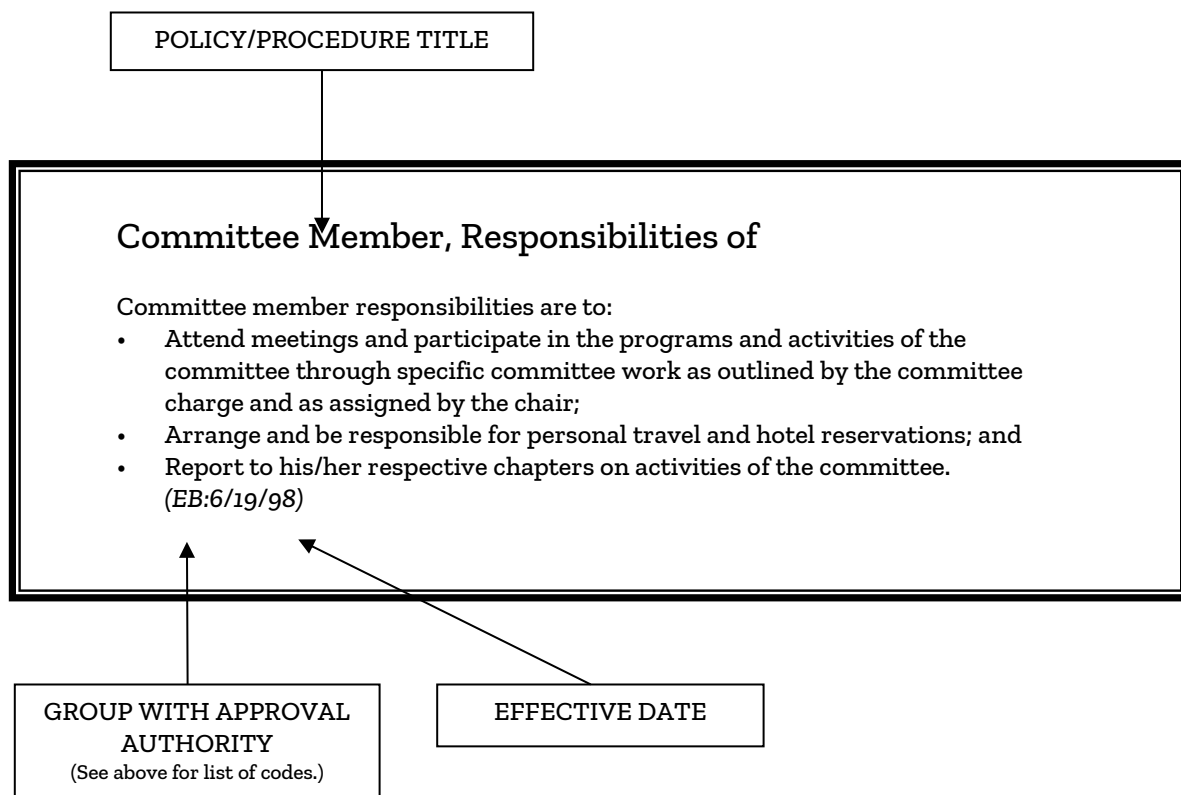 POLICY/PROCEDURE TITLE
Committee Member, Responsibilities of
Committee member responsibilities are to:
• Attend meetings and participate in the programs and activities of the
committee through specific committee work as outlined by the committee
charge and as assigned by the chair;
• Arrange and be responsible for personal travel and hotel reservations; and
• Report to his/her respective chapters on activities of the committee.
(EB:6/19/98)
GROUP WITH APPROVAL
AUTHORITY
(See above for list of codes.)
EFFECTIVE DATE